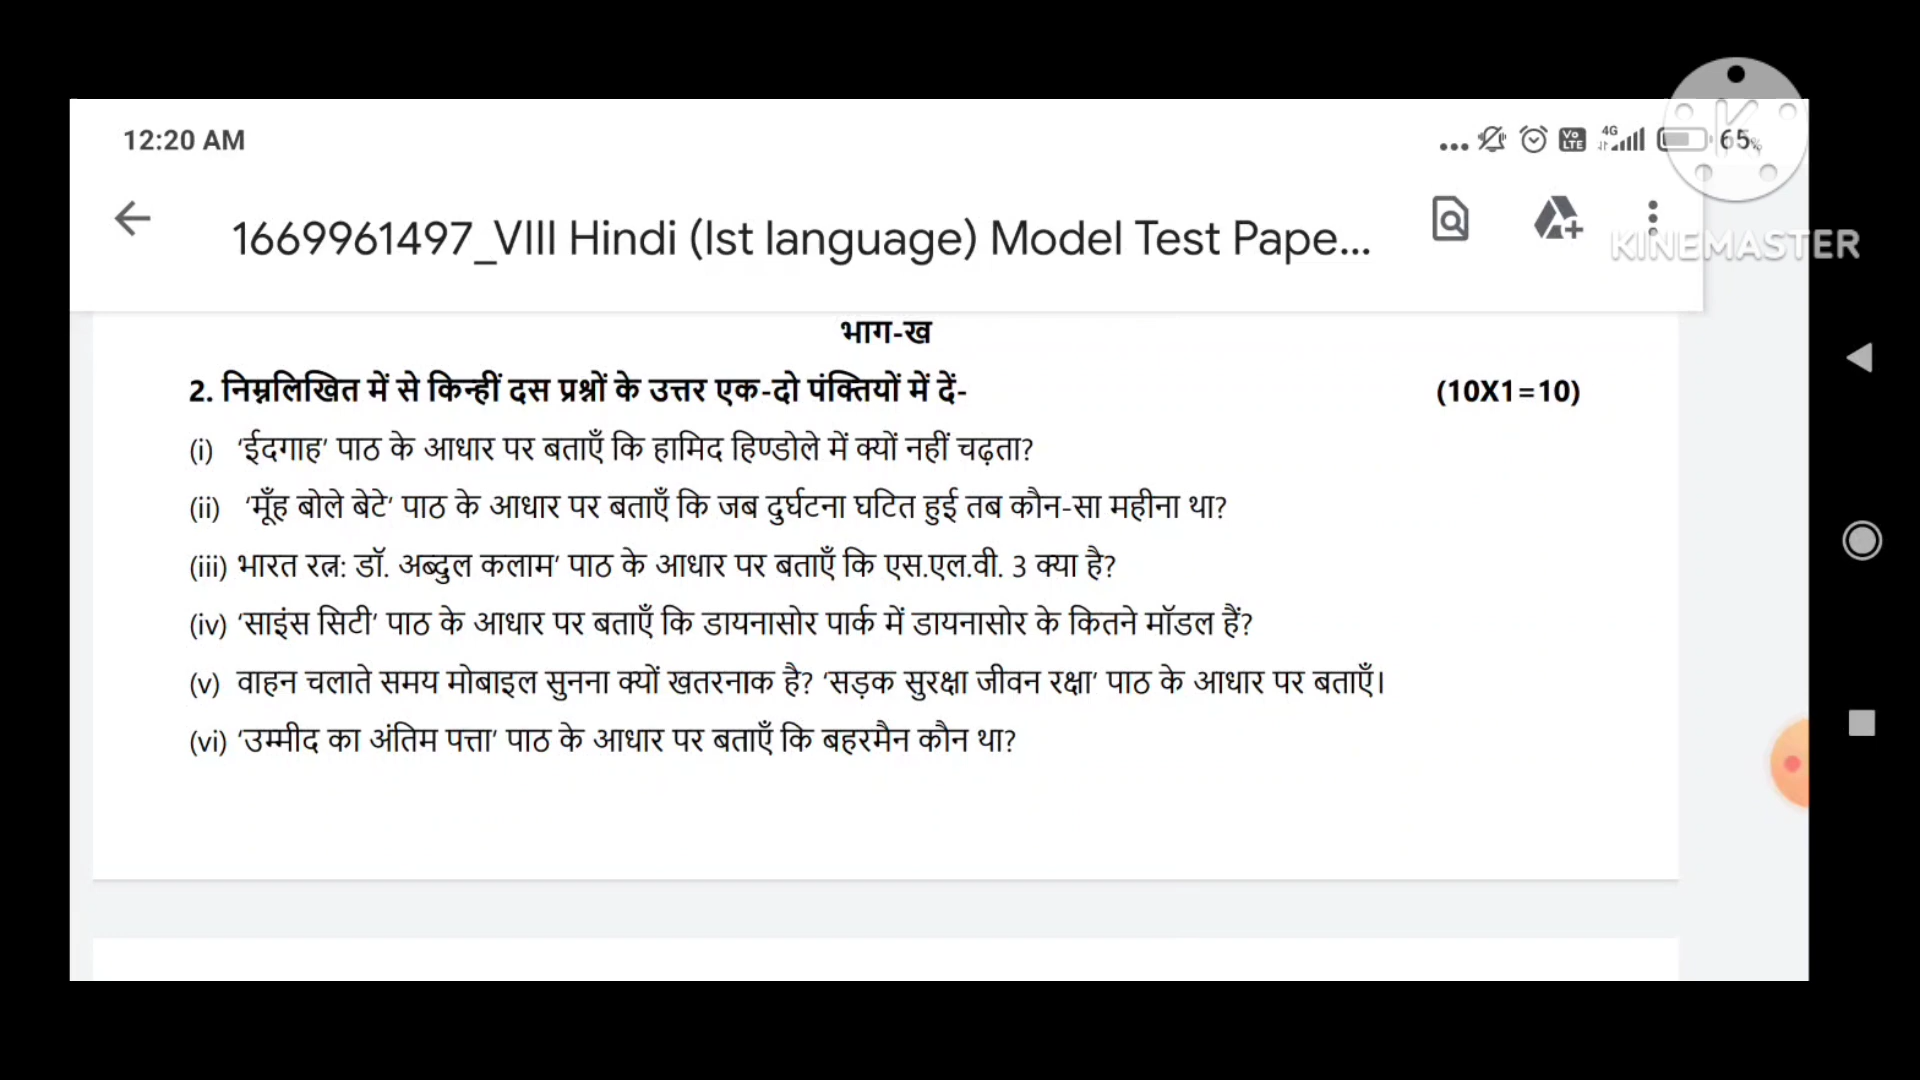 12:20 AM
... Vo LTE 4G 65%
1669961497_VIII Hindi (Ist language) Model Test Pape...
KINEMASTER
भाग-ख
2. निम्नलिखित में से किन्हीं दस प्रश्नों के उत्तर एक-दो पंक्तियों में दें- (10X1=10)
(i) ‘ईदगाह’ पाठ के आधार पर बताएँ कि हामिद हिण्डोले में क्यों नहीं चढ़ता?
(ii) ‘मूँह बोले बेटे’ पाठ के आधार पर बताएँ कि जब दुर्घटना घटित हुई तब कौन-सा महीना था?
(iii) भारत रत्न: डॉ. अब्दुल कलाम’ पाठ के आधार पर बताएँ कि एस.एल.वी. 3 क्या है?
(iv) ‘साइंस सिटी’ पाठ के आधार पर बताएँ कि डायनासोर पार्क में डायनासोर के कितने मॉडल हैं?
(v) वाहन चलाते समय मोबाइल सुनना क्यों खतरनाक है? ‘सड़क सुरक्षा जीवन रक्षा’ पाठ के आधार पर बताएँ।
(vi) ‘उम्मीद का अंतिम पत्ता’ पाठ के आधार पर बताएँ कि बहरमैन कौन था?